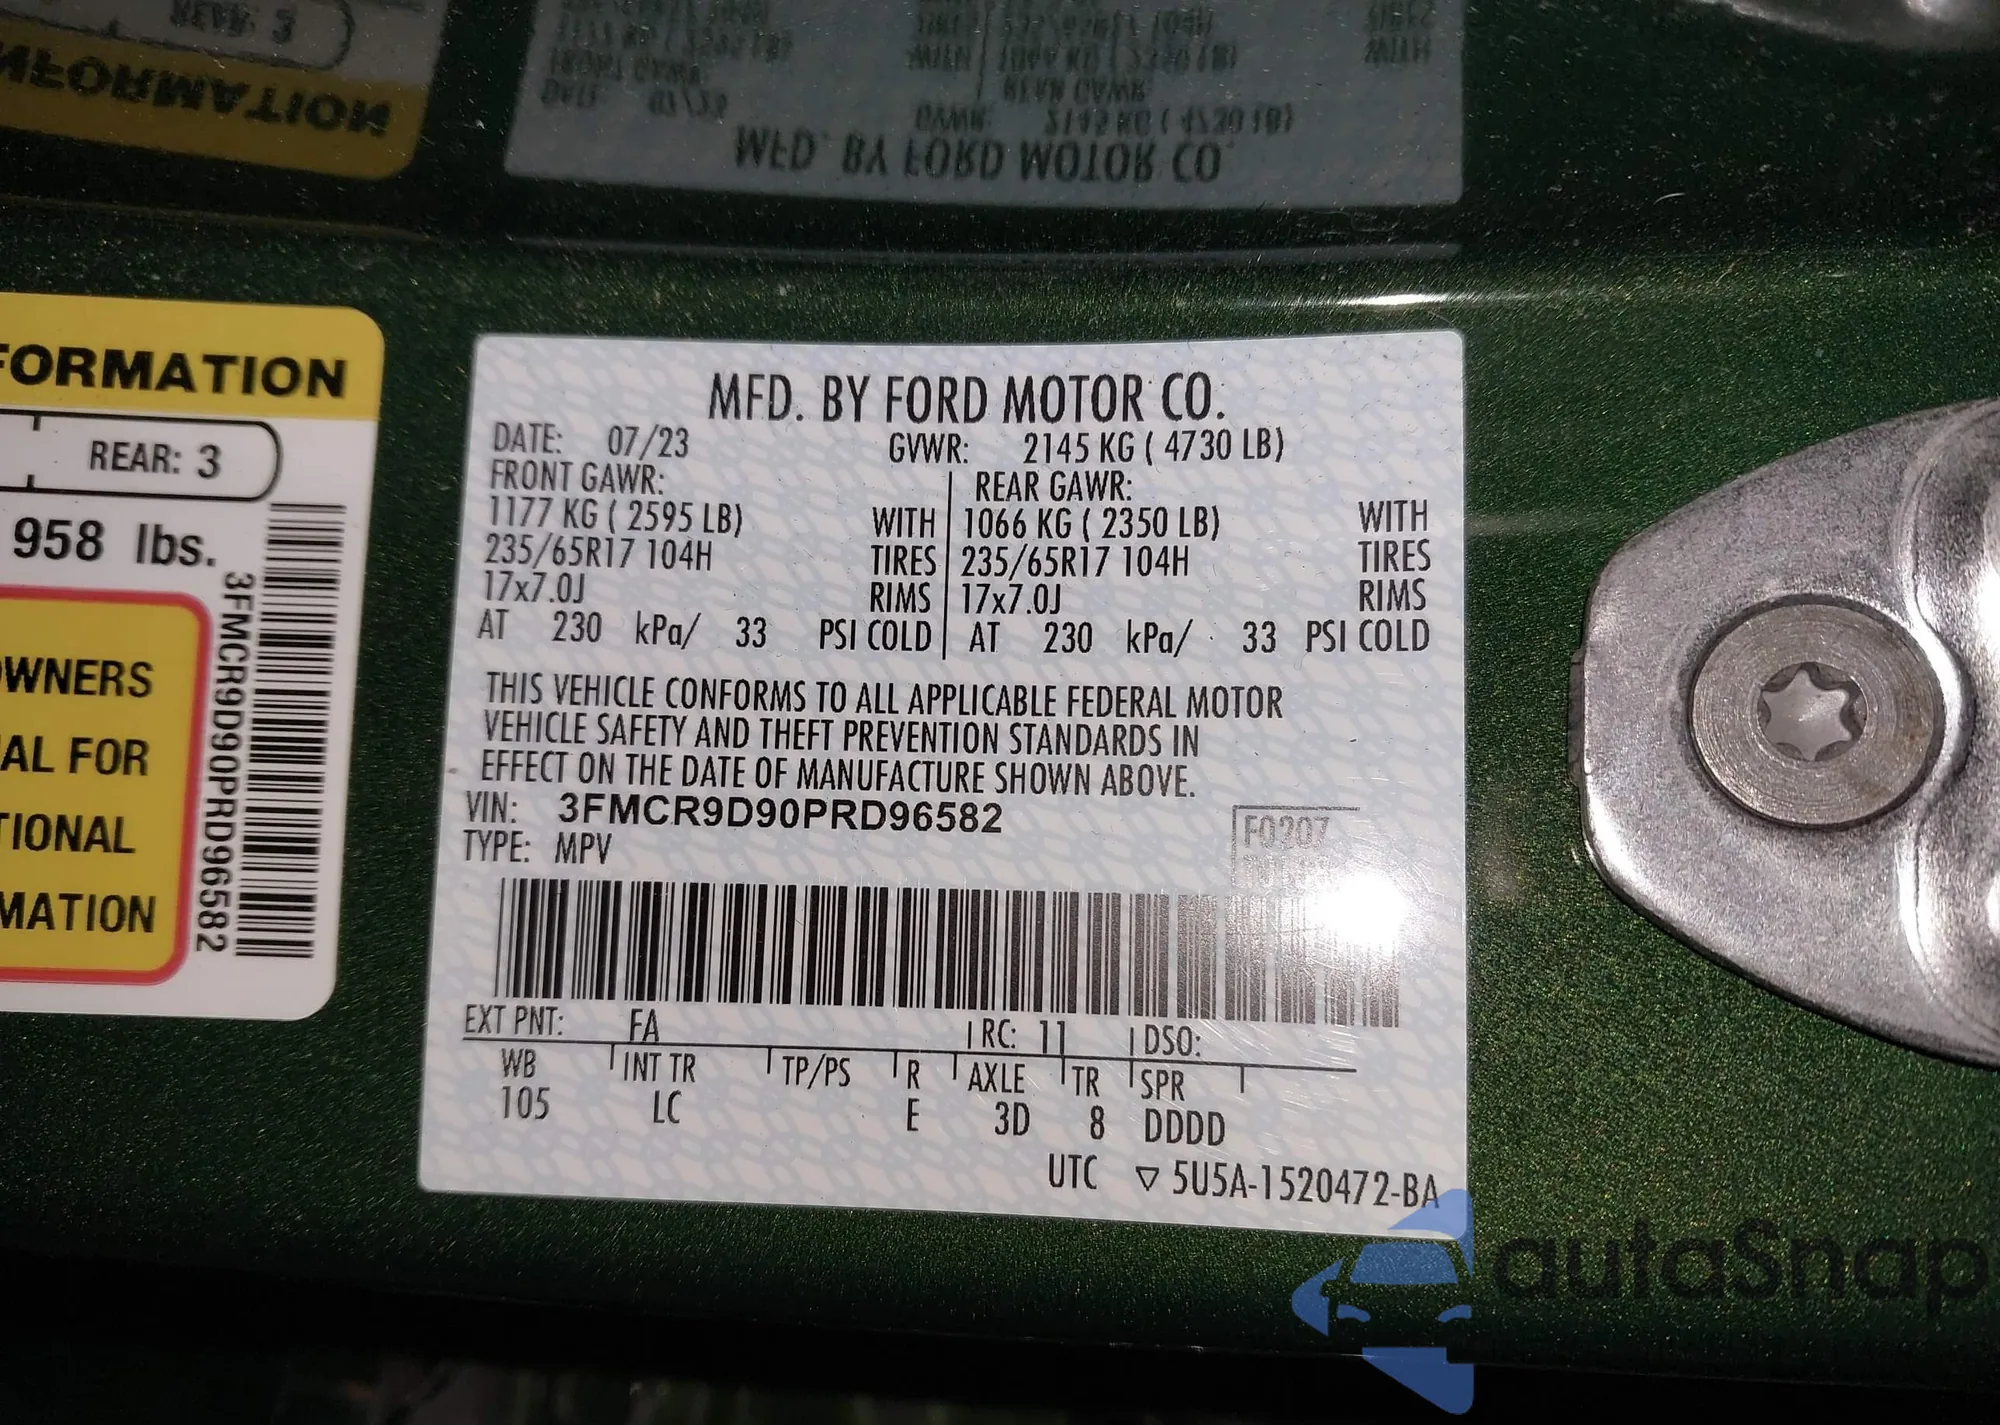 FORMATION
REAR: 3
958 lbs.
OWNERS
AL FOR
TIONAL
MATION
3FMCR9D90PRD96582
MFD. BY FORD MOTOR CO.
DATE: 07/23 GVWR: 2145 KG ( 4730 LB)
FRONT GAWR: REAR GAWR:
1177 KG ( 2595 LB) WITH 1066 KG ( 2350 LB) WITH
235/65R17 104H TIRES 235/65R17 104H TIRES
17x7.0J RIMS 17x7.0J RIMS
AT 230 kPa/ 33 PSI COLD AT 230 kPa/ 33 PSI COLD
THIS VEHICLE CONFORMS TO ALL APPLICABLE FEDERAL MOTOR
VEHICLE SAFETY AND THEFT PREVENTION STANDARDS IN
EFFECT ON THE DATE OF MANUFACTURE SHOWN ABOVE.
VIN: 3FMCR9D90PRD96582
F0207
TYPE: MPV
EXT PNT: FA RC: 11 DSO:
WB INT TR TP/PS R AXLE TR SPR
105 LC E 3D 8 DDDD
UTC ▽ 5U5A-1520472-BA
autoSnap